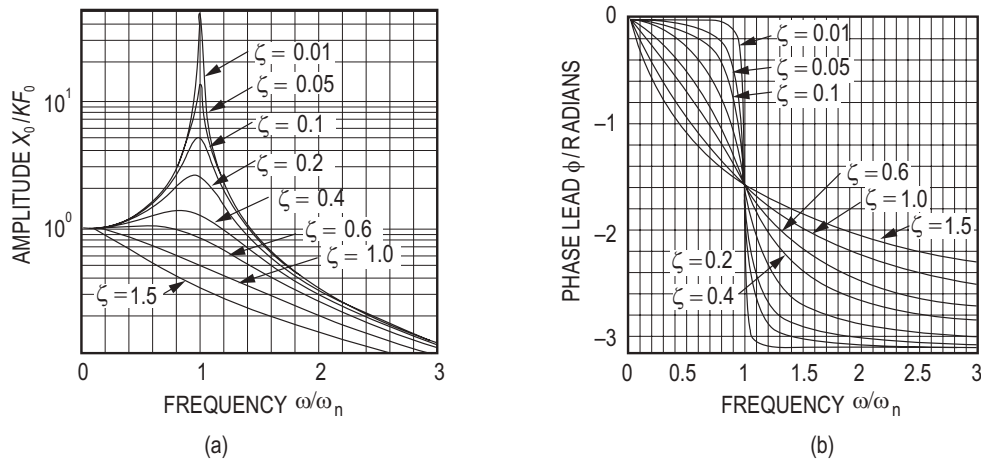 AMPLITUDE X₀/KF₀
10¹
10⁰
ζ = 0.01
ζ = 0.05
ζ = 0.1
ζ = 0.2
ζ = 0.4
ζ = 0.6
ζ = 1.0
ζ = 1.5
0 1 2 3
FREQUENCY ω/ωₙ
(a)
PHASE LEAD ϕ/RADIANS
0
–1
–2
–3
ζ = 0.01
ζ = 0.05
ζ = 0.1
ζ = 0.6
ζ = 1.0
ζ = 1.5
ζ = 0.2
ζ = 0.4
0 0.5 1.0 1.5 2 2.5 3
FREQUENCY ω/ωₙ
(b)